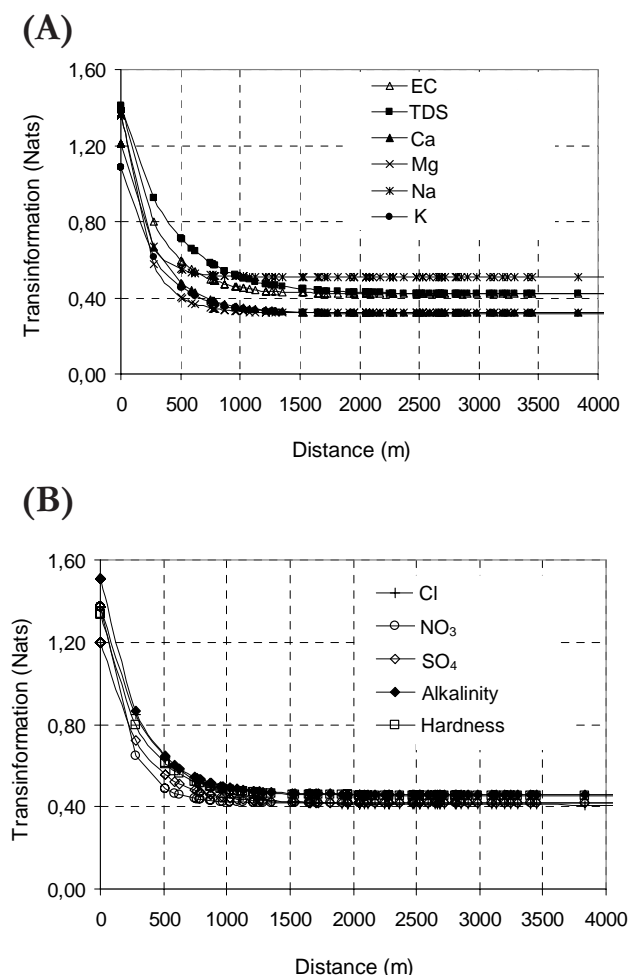 (A)
Transinformation (Nats)
1,60
1,20
0,80
0,40
0,00
EC
TDS
Ca
Mg
Na
K
0 500 1000 1500 2000 2500 3000 3500 4000
Distance (m)
(B)
Transinformation (Nats)
1,60
1,20
0,80
0,40
0,00
Cl
NO₃
SO₄
Alkalinity
Hardness
0 500 1000 1500 2000 2500 3000 3500 4000
Distance (m)